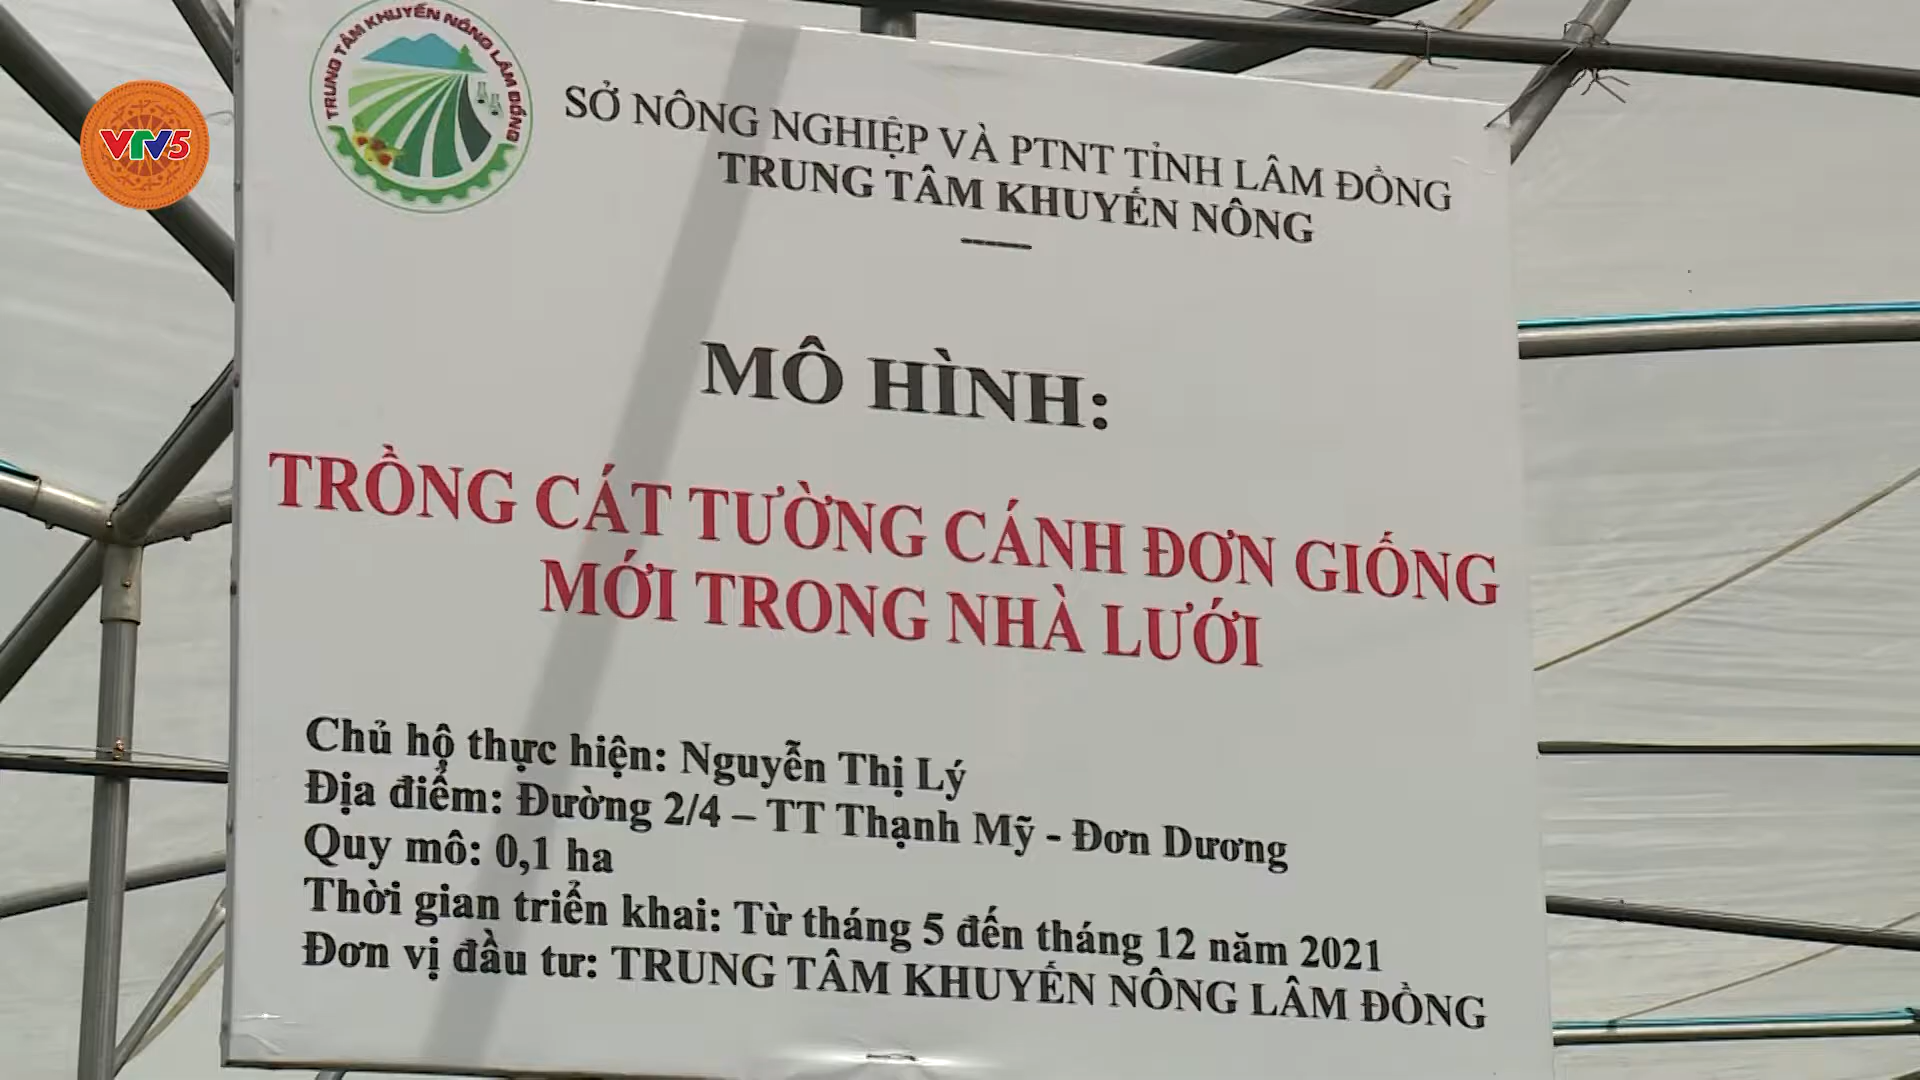 TRUNG TÂM KHUYẾN NÔNG LÂM ĐỒNG
VTV5
SỞ NÔNG NGHIỆP VÀ PTNT TỈNH LÂM ĐỒNG
TRUNG TÂM KHUYẾN NÔNG
MÔ HÌNH:
TRỒNG CÁT TƯỜNG CÁNH ĐƠN GIỐNG
MỚI TRONG NHÀ LƯỚI
Chủ hộ thực hiện: Nguyễn Thị Lý
Địa điểm: Đường 2/4 – TT Thạnh Mỹ - Đơn Dương
Quy mô: 0,1 ha
Thời gian triển khai: Từ tháng 5 đến tháng 12 năm 2021
Đơn vị đầu tư: TRUNG TÂM KHUYẾN NÔNG LÂM ĐỒNG